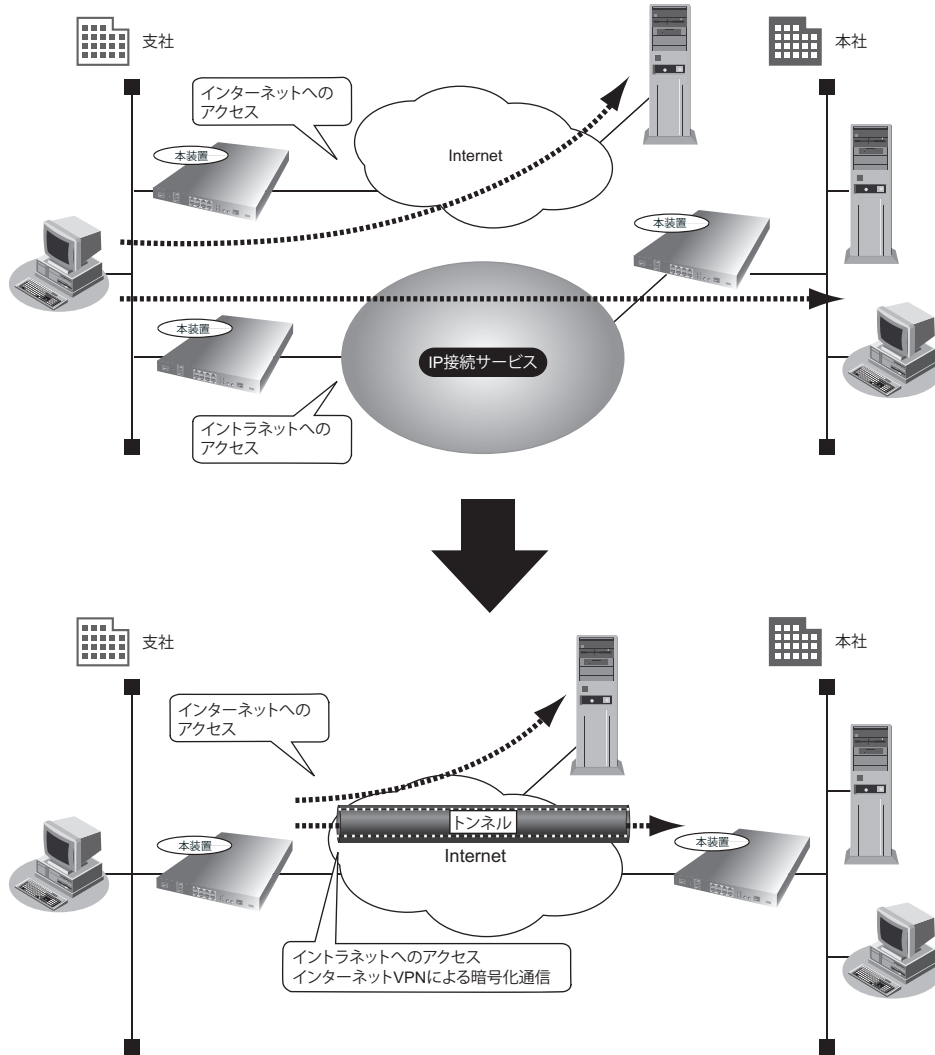 支社
本社
インターネットへの
アクセス
Internet
本装置
本装置
本装置
IP接続サービス
イントラネットへの
アクセス
支社
本社
インターネットへの
アクセス
トンネル
Internet
本装置
本装置
イントラネットへのアクセス
インターネットVPNによる暗号化通信